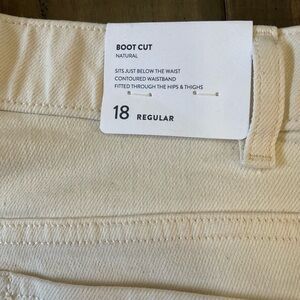 BOOT CUT
NATURAL
SITS JUST BELOW THE WAIST
CONTOURED WAISTBAND
FITTED THROUGH THE HIPS & THIGHS
18 REGULAR